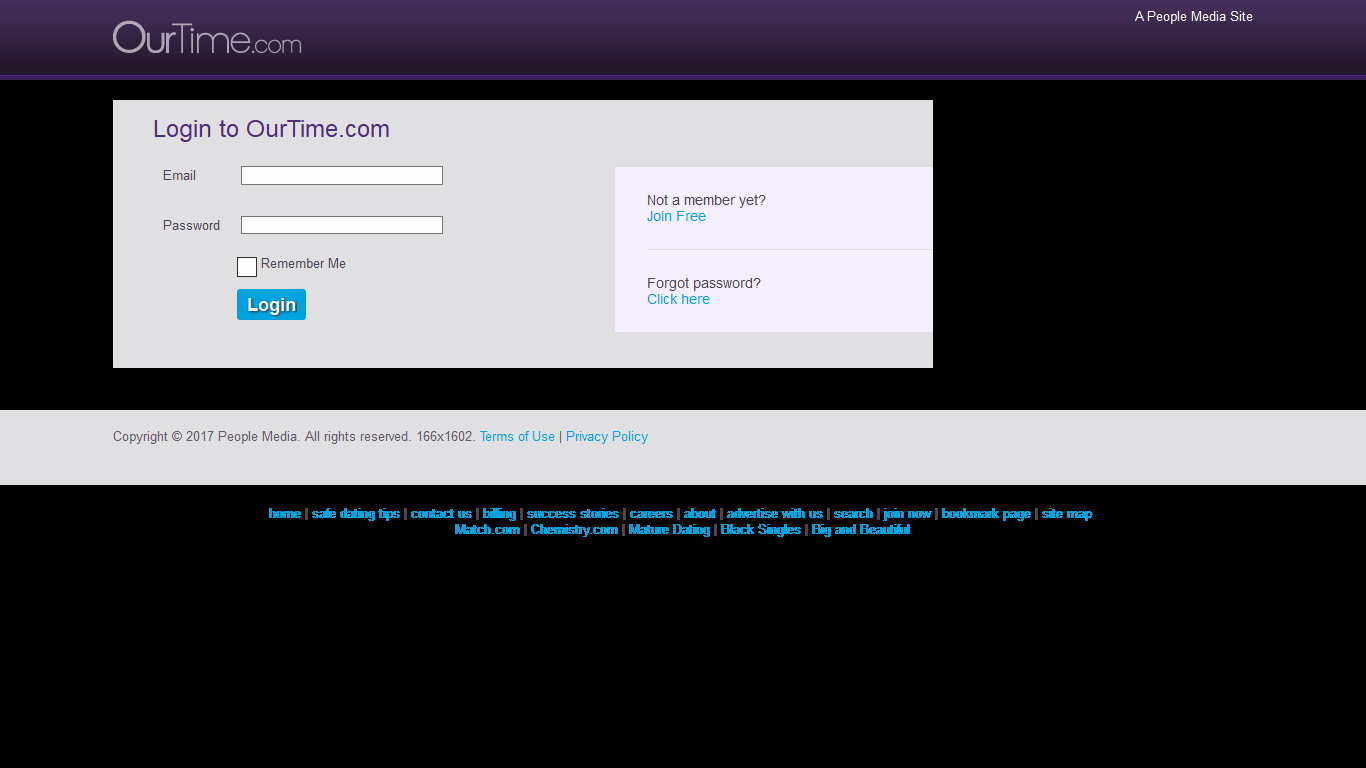 OurTime.com
A People Media Site
Login to OurTime.com
Email
Password
Remember Me
Login
Not a member yet?
Join Free
Forgot password?
Click here
Copyright © 2017 People Media. All rights reserved. 166x1602. Terms of Use | Privacy Policy
home | safe dating tips | contact us | billing | success stories | careers | about | advertise with us | search | join now | bookmark page | site map
Match.com | Chemistry.com | Mature Dating | Black Singles | Big and Beautiful